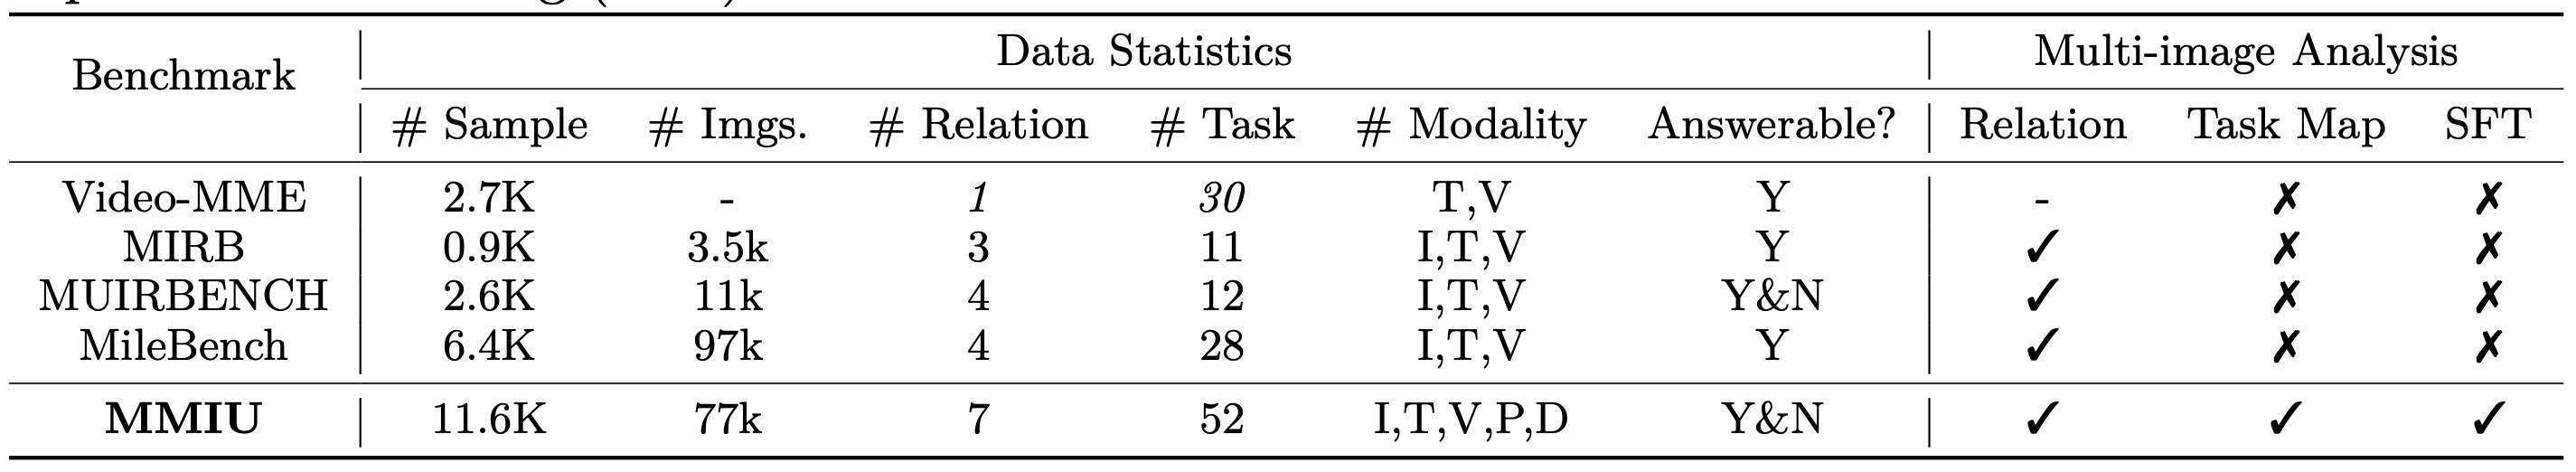 Data Statistics Multi-image Analysis
Benchmark
# Sample # Imgs. # Relation # Task # Modality Answerable? Relation Task Map SFT
Video-MME 2.7K - 1 30 T,V Y - ✗ ✗
MIRB 0.9K 3.5k 3 11 I,T,V Y ✓ ✗ ✗
MUIRBENCH 2.6K 11k 4 12 I,T,V Y&N ✓ ✗ ✗
MileBench 6.4K 97k 4 28 I,T,V Y ✓ ✗ ✗
MMIU 11.6K 77k 7 52 I,T,V,P,D Y&N ✓ ✓ ✓